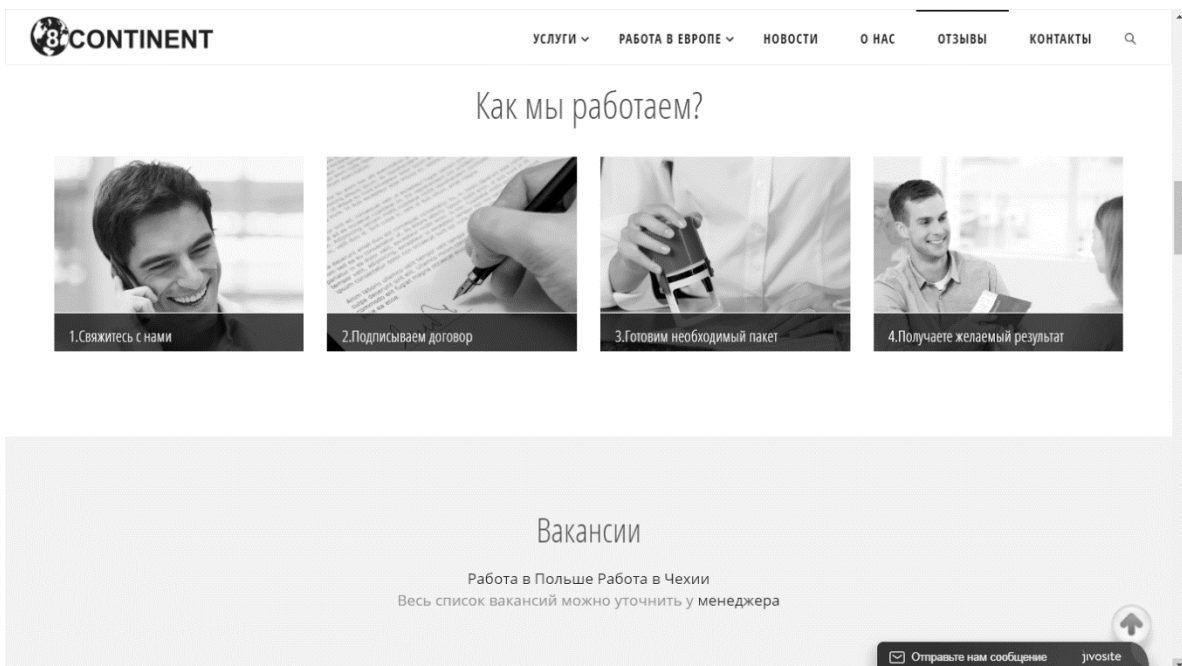 8 CONTINENT
УСЛУГИ РАБОТА В ЕВРОПЕ НОВОСТИ О НАС ОТЗЫВЫ КОНТАКТЫ
Как мы работаем?
1.Свяжитесь с нами
2.Подписываем договор
3.Готовим необходимый пакет
4.Получаете желаемый результат
Вакансии
Работа в Польше Работа в Чехии
Весь список вакансий можно уточнить у менеджера
Отправьте нам сообщение jivosite